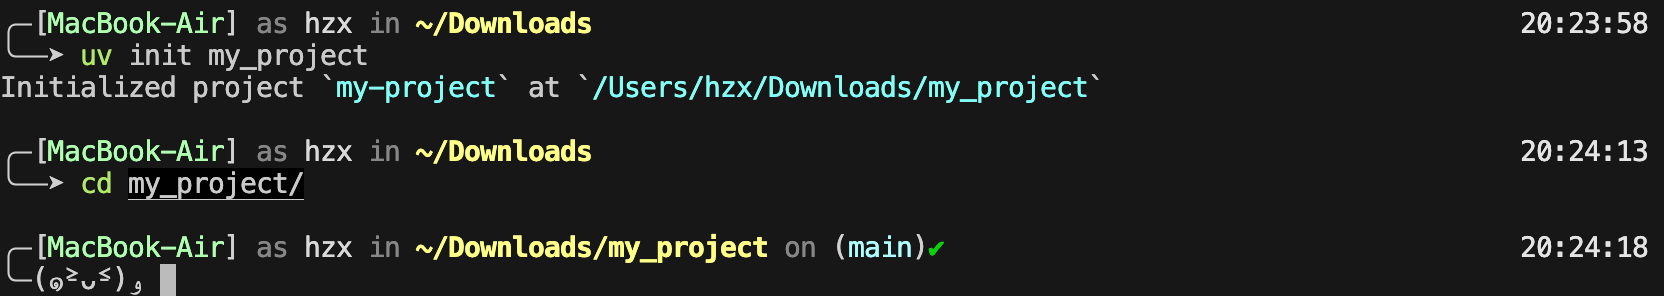 ╭─[MacBook-Air] as hzx in ~/Downloads 20:23:58
╰─➤ uv init my_project
Initialized project `my-project` at `/Users/hzx/Downloads/my_project`
╭─[MacBook-Air] as hzx in ~/Downloads 20:24:13
╰─➤ cd my_project/
╭─[MacBook-Air] as hzx in ~/Downloads/my_project on (main)✔ 20:24:18
╰─(๑˃̵ᴗ˂̵)و